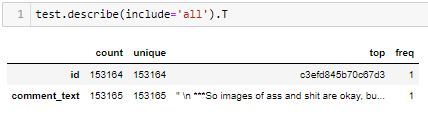 1 test.describe(include='all').T
count unique top freq
id 153164 153164 c3efd845b70c67d3 1
comment_text 153165 153165 " \n ***So images of ass and shit are okay, bu... 1